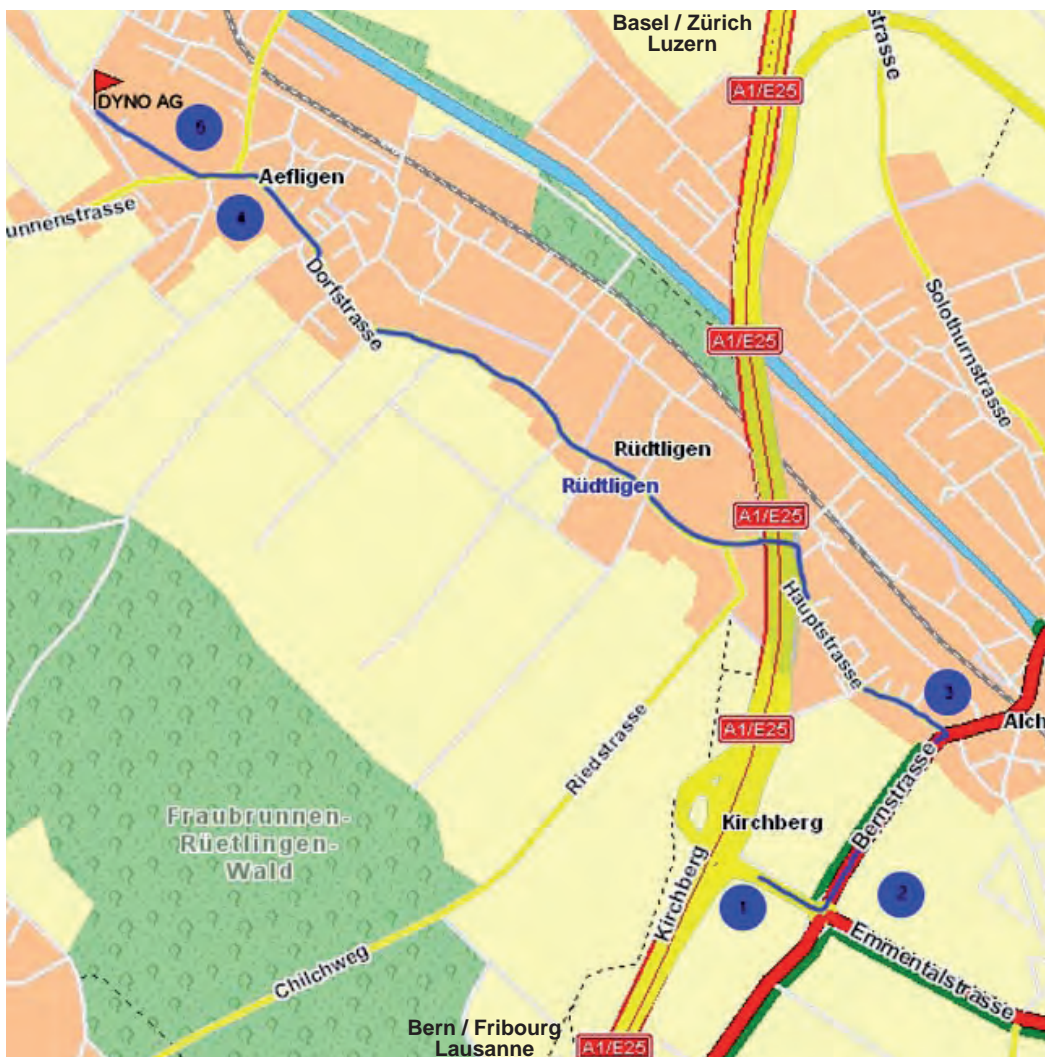 Basel / Zürich
Luzern
strasse
A1/E25
DYNO AG
5
Aefligen
unnenstrasse
4
Dorfstrasse
Solothurnstrasse
A1/E25
Rüdtligen
Rüdtligen
A1/E25
Hauptstrasse
3
Alch
A1/E25
Riedstrasse
Bernstrasse
Fraubrunnen-
Rüetlingen-
Wald
Kirchberg
Kirchberg
1
2
Emmentalstrasse
Chilchweg
Bern / Fribourg
Lausanne
A1/E25